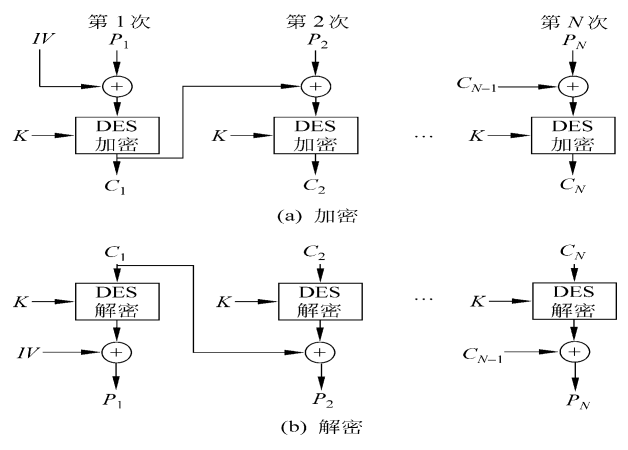 第 1 次 第 2 次 第 N 次
IV P1 P2 PN
+ + CN−1 +
K DES 加密 K DES 加密 … K DES 加密
C1 C2 CN
(a) 加密
C1 C2 CN
K DES 解密 K DES 解密 … K DES 解密
IV + + CN−1 +
P1 P2 PN
(b) 解密